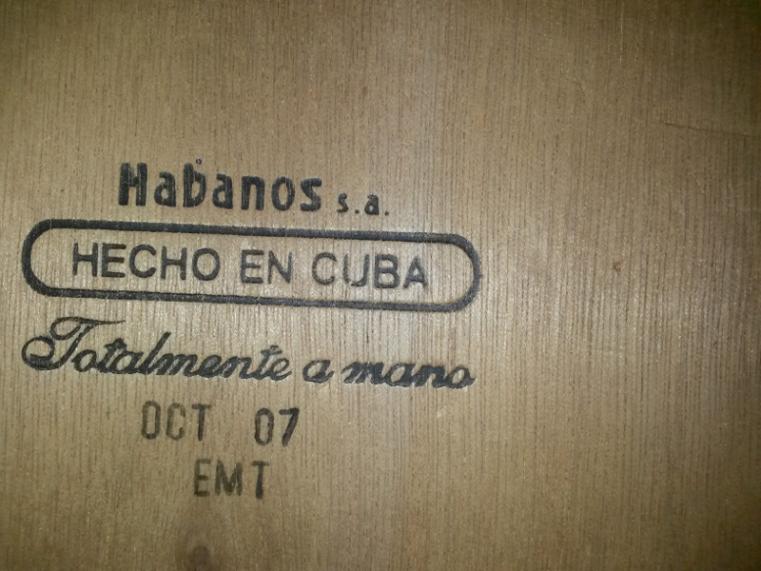 Habanos s.a.
HECHO EN CUBA
Totalmente a mano
OCT 07
EMT